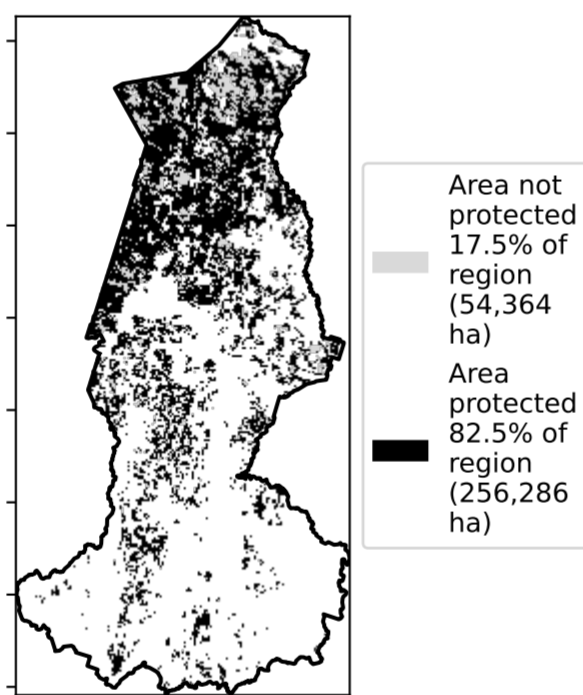 Area not
protected
17.5% of
region
(54,364
ha)
Area
protected
82.5% of
region
(256,286
ha)